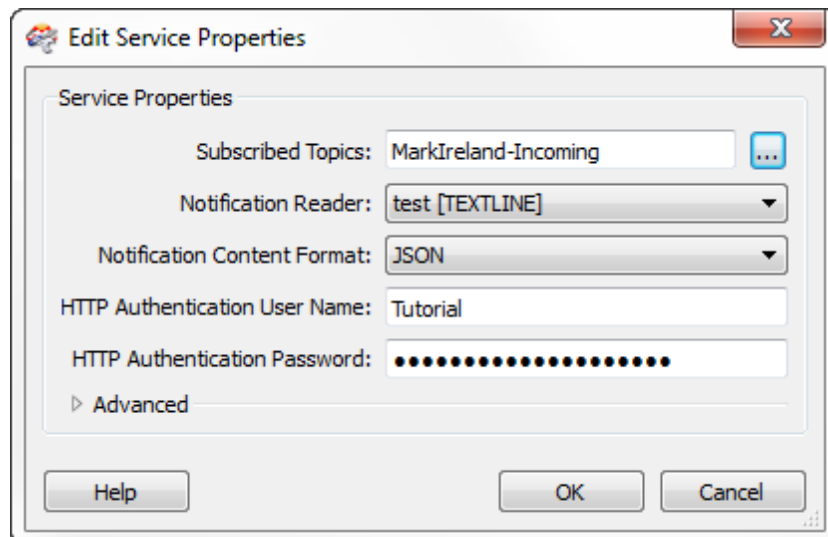 Edit Service Properties
Service Properties
Subscribed Topics: MarkIreland-Incoming ...
Notification Reader: test [TEXTLINE]
Notification Content Format: JSON
HTTP Authentication User Name: Tutorial
HTTP Authentication Password: ●●●●●●●●●●●●●●●●●●●●
Advanced
Help OK Cancel